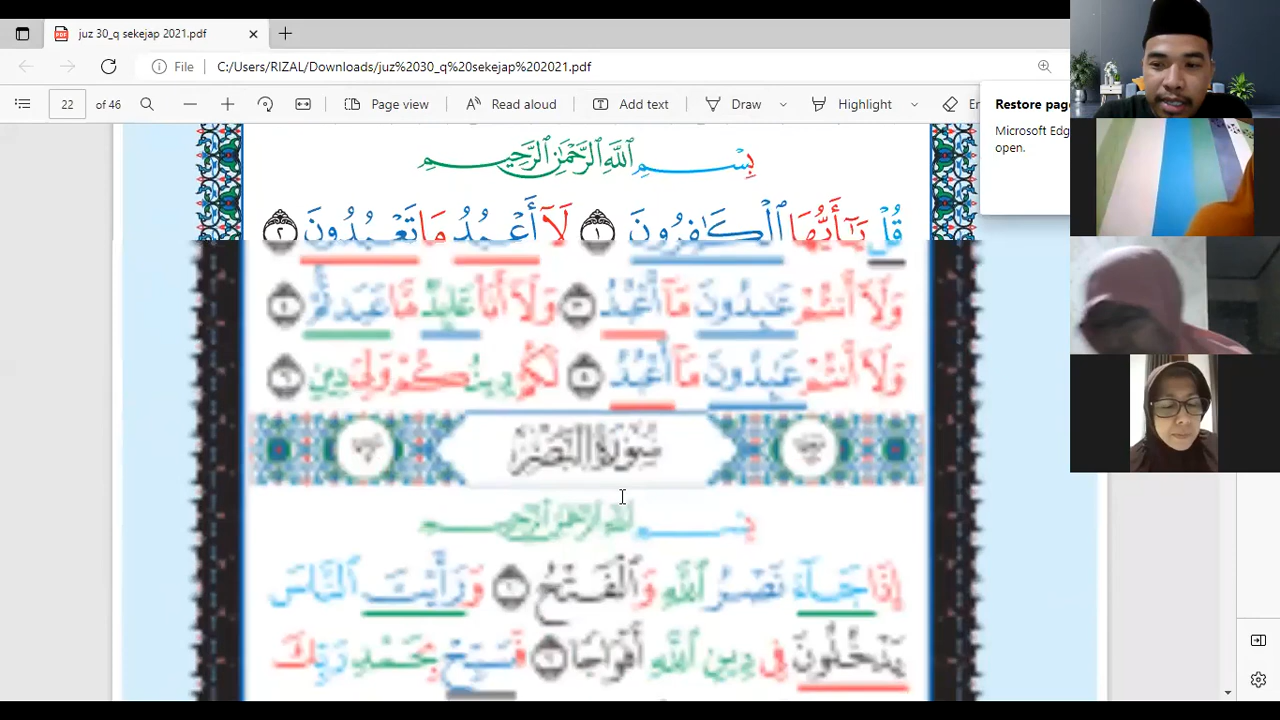 juz 30_q sekejap 2021.pdf
File C:/Users/RIZAL/Downloads/juz%2030_q%20sekejap%202021.pdf
22 of 46 Page view Read aloud Add text Draw Highlight
Restore pag
Microsoft Edg
open.
بِسْمِ ٱللَّهِ ٱلرَّحْمَٰنِ ٱلرَّحِيمِ
قُلْ يَٰٓأَيُّهَا ٱلْكَٰفِرُونَ ١ لَآ أَعْبُدُ مَا تَعْبُدُونَ ٢
وَلَآ أَنتُمْ عَٰبِدُونَ مَآ أَعْبُدُ ٣ وَلَآ أَنَا۠ عَابِدٌ مَّا عَبَدتُّمْ ٤
وَلَآ أَنتُمْ عَٰبِدُونَ مَآ أَعْبُدُ ٥ لَكُمْ دِينُكُمْ وَلِيَ دِينِ ٦
سُورَةُ النَّصْرِ
بِسْمِ ٱللَّهِ ٱلرَّحْمَٰنِ ٱلرَّحِيمِ
إِذَا جَآءَ نَصْرُ ٱللَّهِ وَٱلْفَتْحُ ١ وَرَأَيْتَ ٱلنَّاسَ
يَدْخُلُونَ فِى دِينِ ٱللَّهِ أَفْوَاجًا ٢ فَسَبِّحْ بِحَمْدِ رَبِّكَ